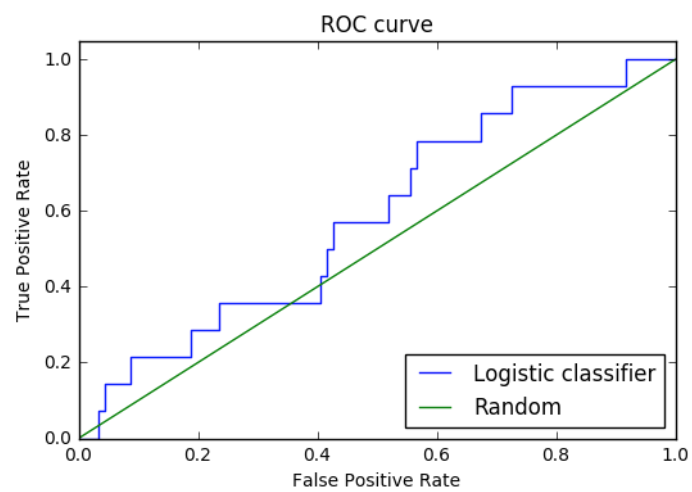 ROC curve
True Positive Rate
1.0
0.8
0.6
0.4
0.2
0.0
Logistic classifier
Random
0.0 0.2 0.4 0.6 0.8 1.0
False Positive Rate